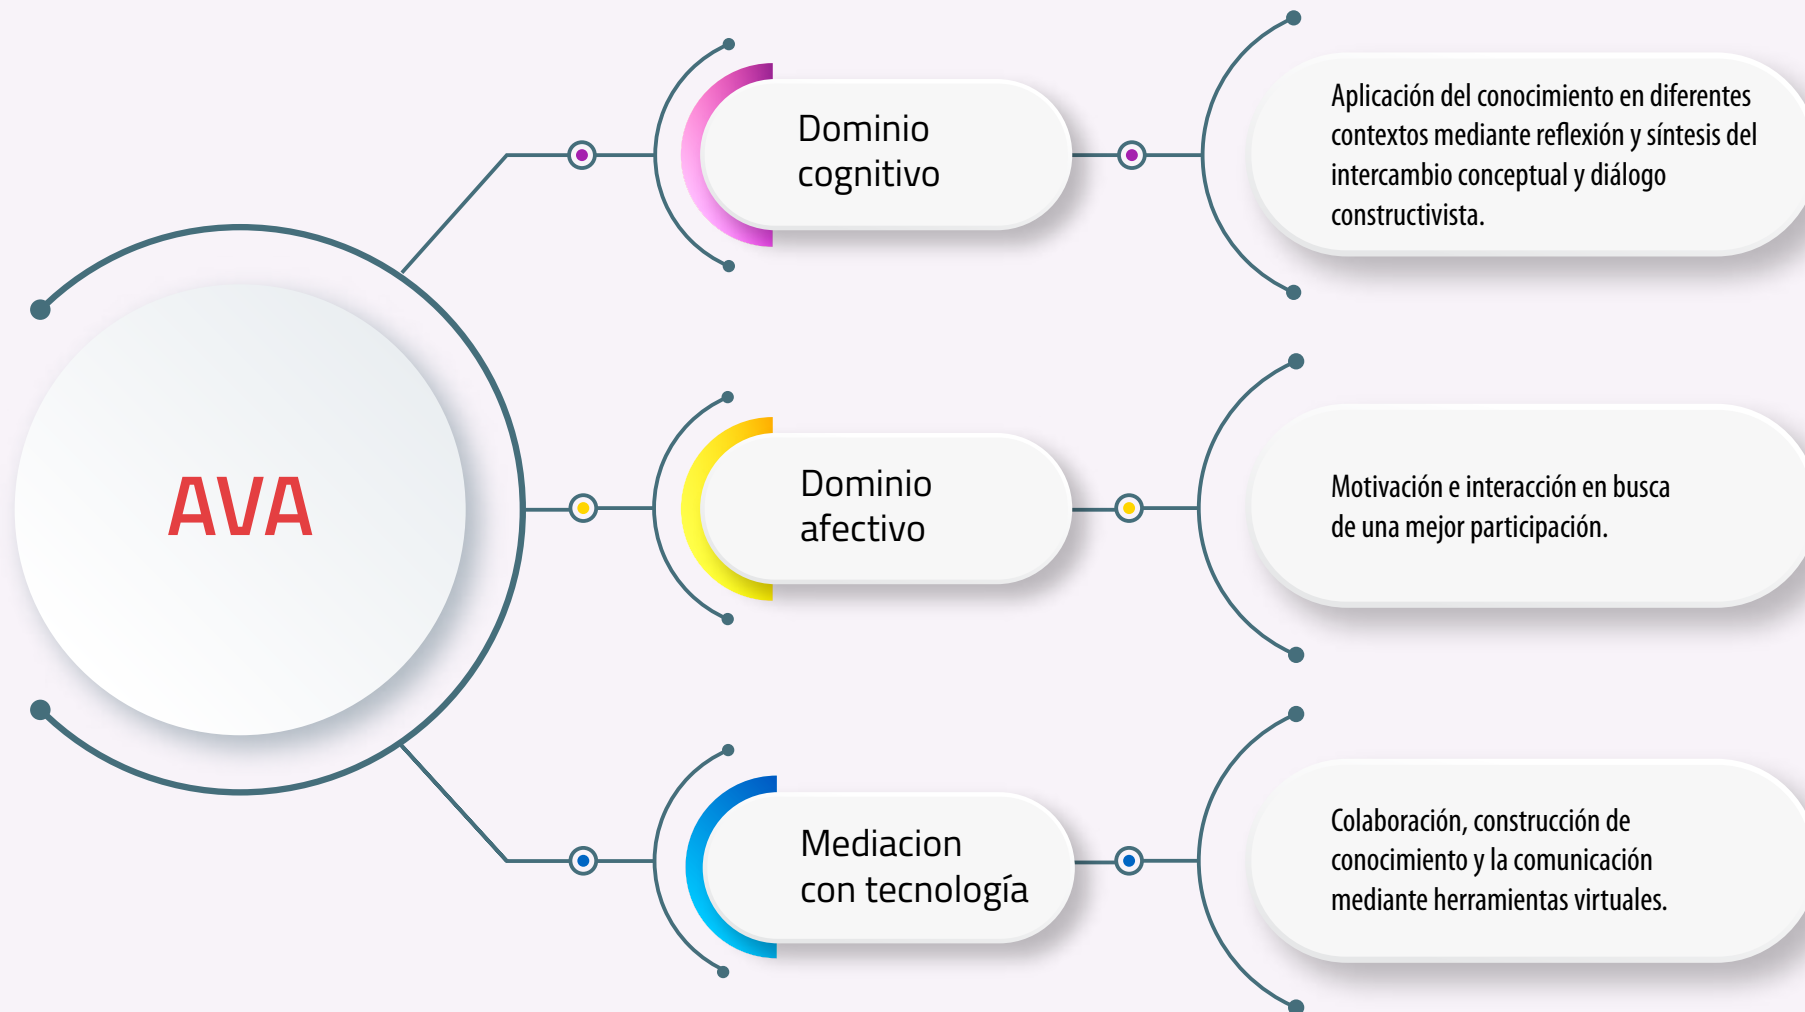 AVA
Dominio
cognitivo
Aplicación del conocimiento en diferentes
contextos mediante reflexión y síntesis del
intercambio conceptual y diálogo
constructivista.
Dominio
afectivo
Motivación e interacción en busca
de una mejor participación.
Mediacion
con tecnología
Colaboración, construcción de
conocimiento y la comunicación
mediante herramientas virtuales.